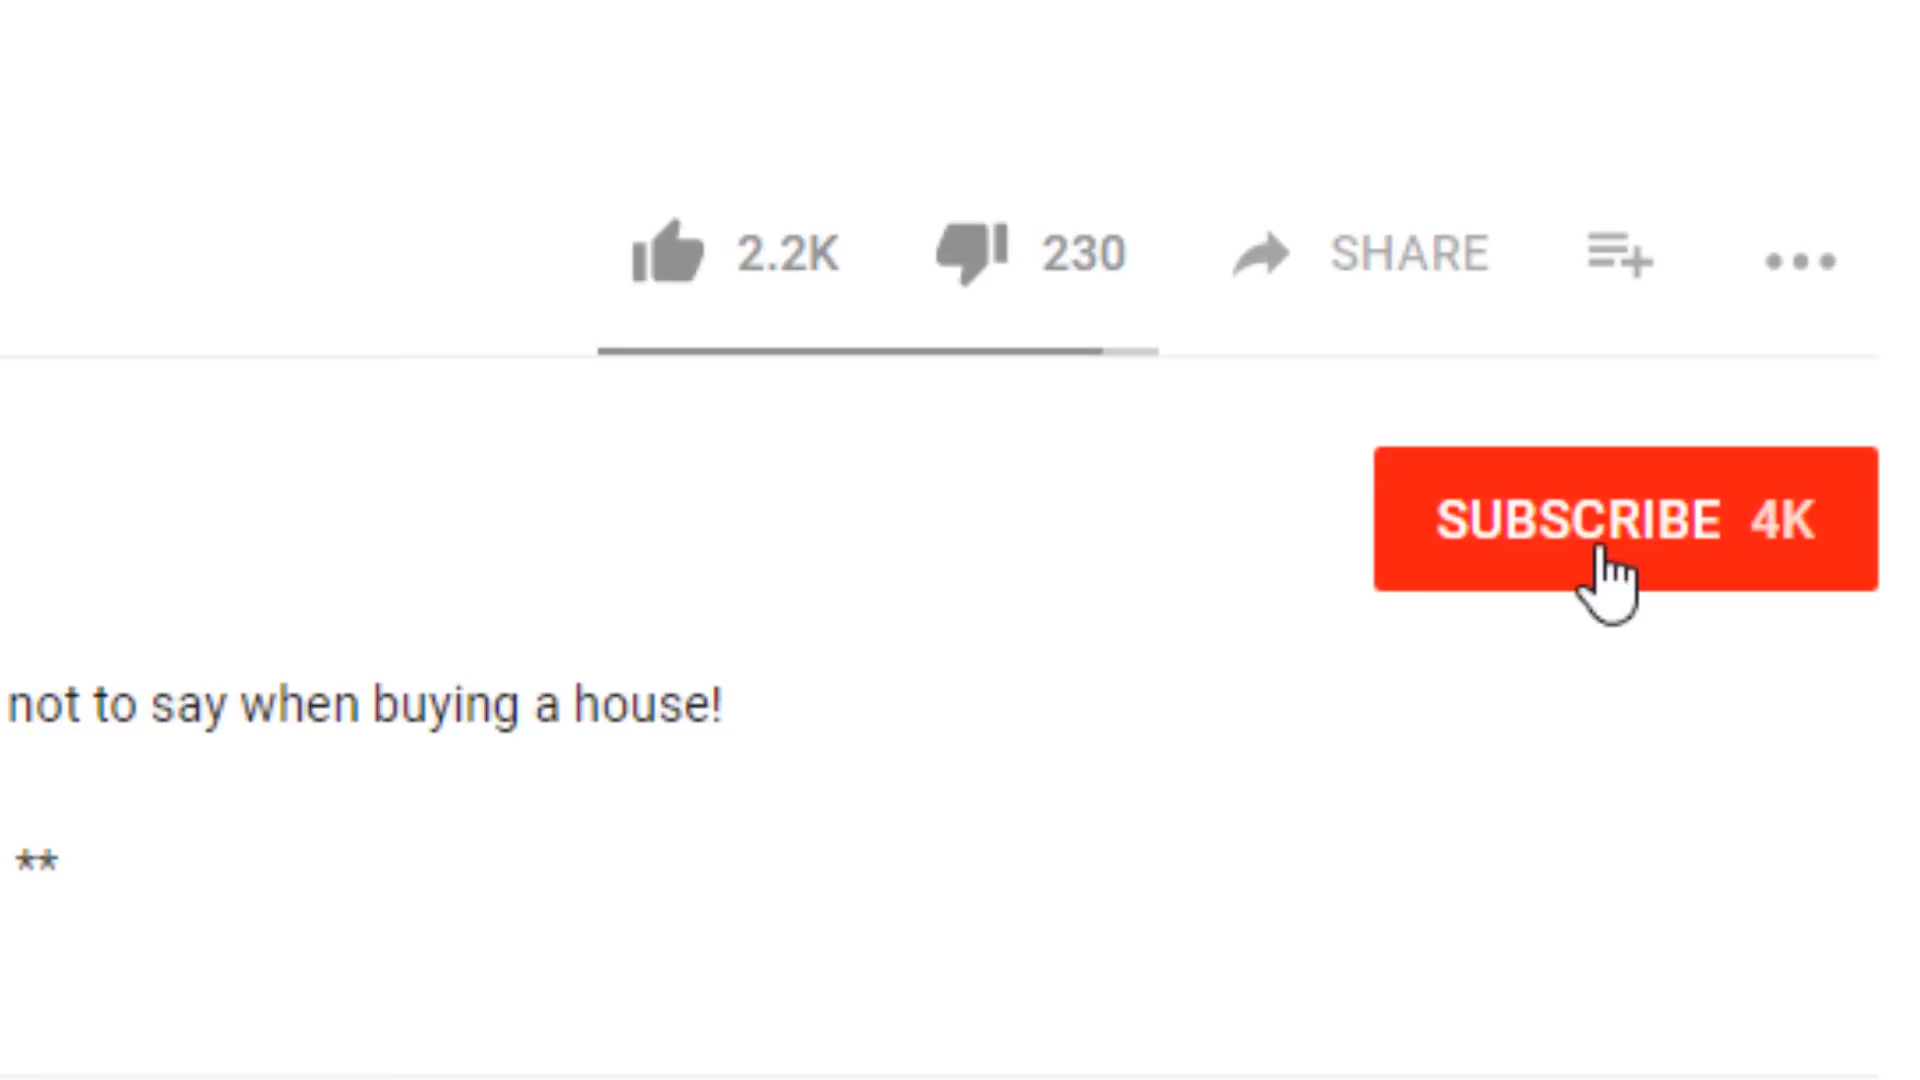 2.2K 230 SHARE
SUBSCRIBE 4K
not to say when buying a house!
**